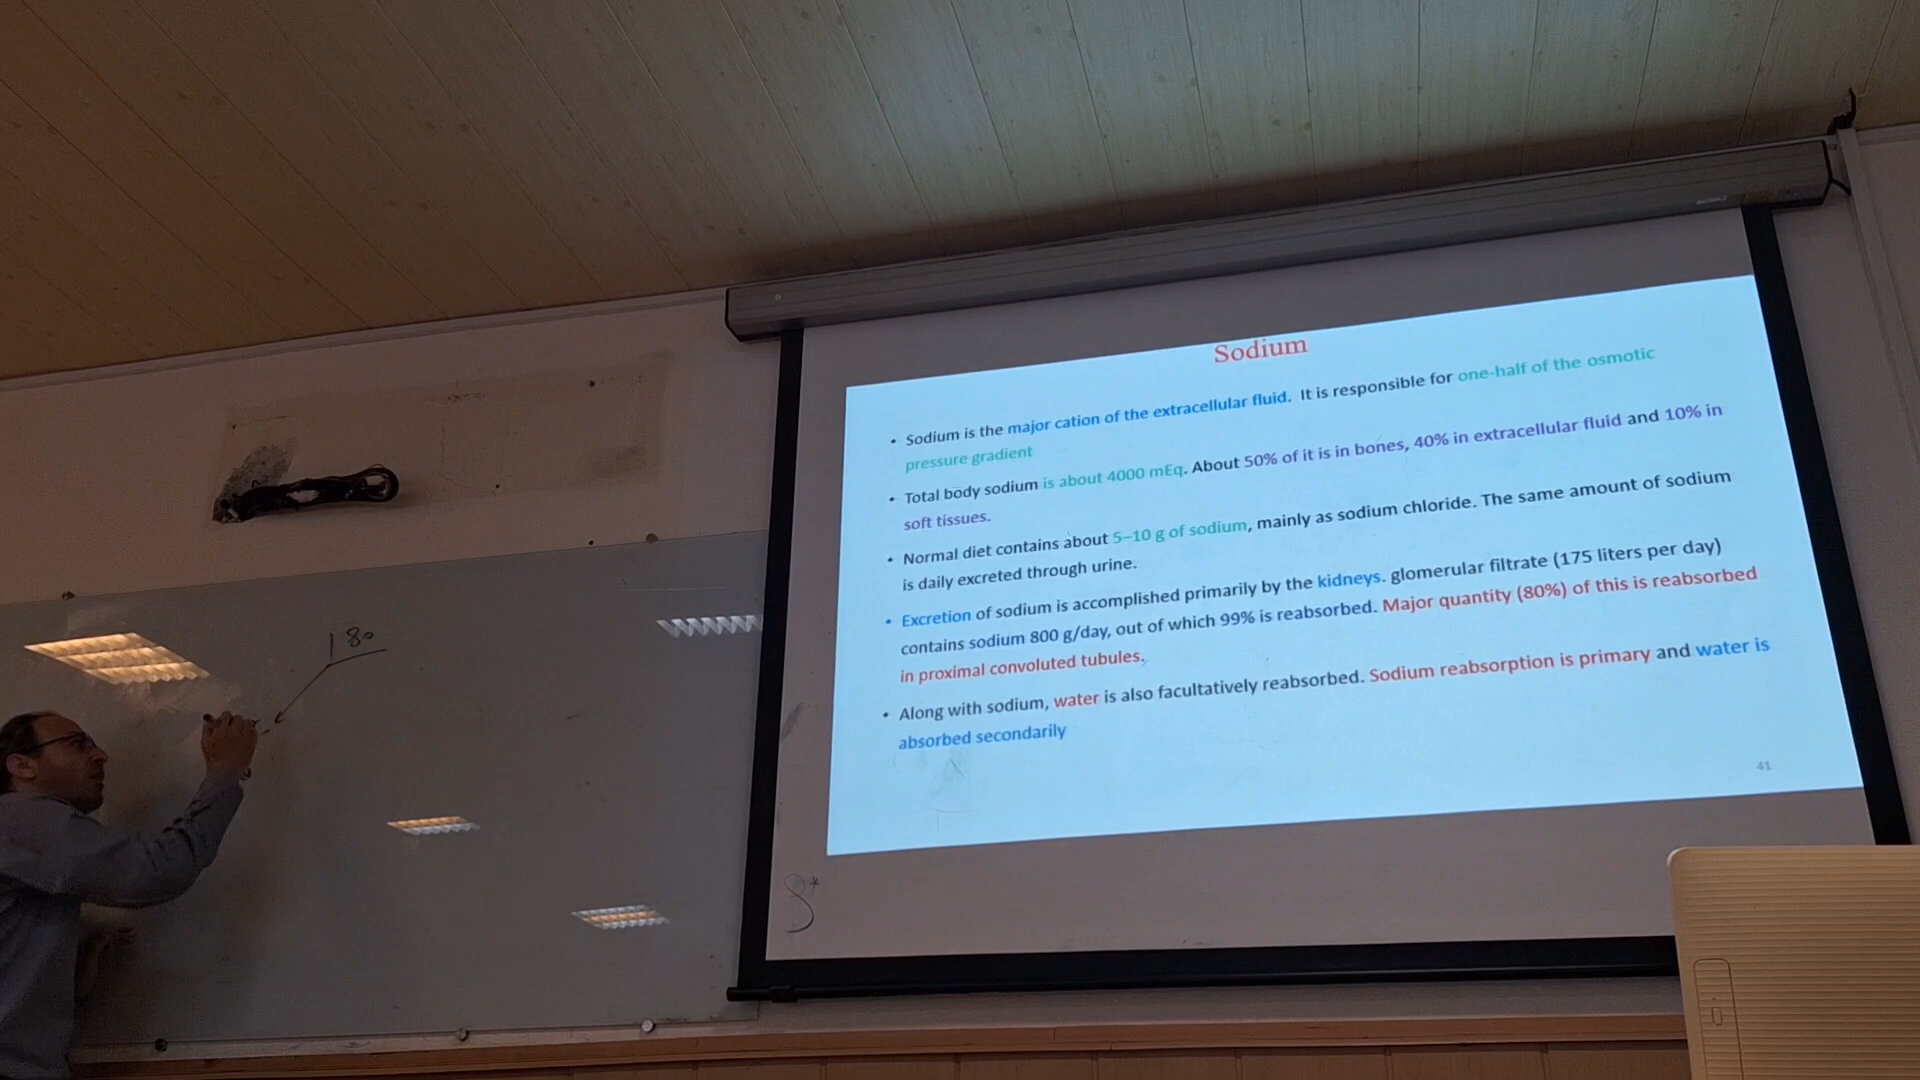 Sodium
• Sodium is the major cation of the extracellular fluid. It is responsible for one-half of the osmotic
pressure gradient
• Total body sodium is about 4000 mEq. About 50% of it is in bones, 40% in extracellular fluid and 10% in
soft tissues.
• Normal diet contains about 5–10 g of sodium, mainly as sodium chloride. The same amount of sodium
is daily excreted through urine.
• Excretion of sodium is accomplished primarily by the kidneys. glomerular filtrate (175 liters per day)
contains sodium 800 g/day, out of which 99% is reabsorbed. Major quantity (80%) of this is reabsorbed
in proximal convoluted tubules.
• Along with sodium, water is also facultatively reabsorbed. Sodium reabsorption is primary and water is
absorbed secondarily
41
180